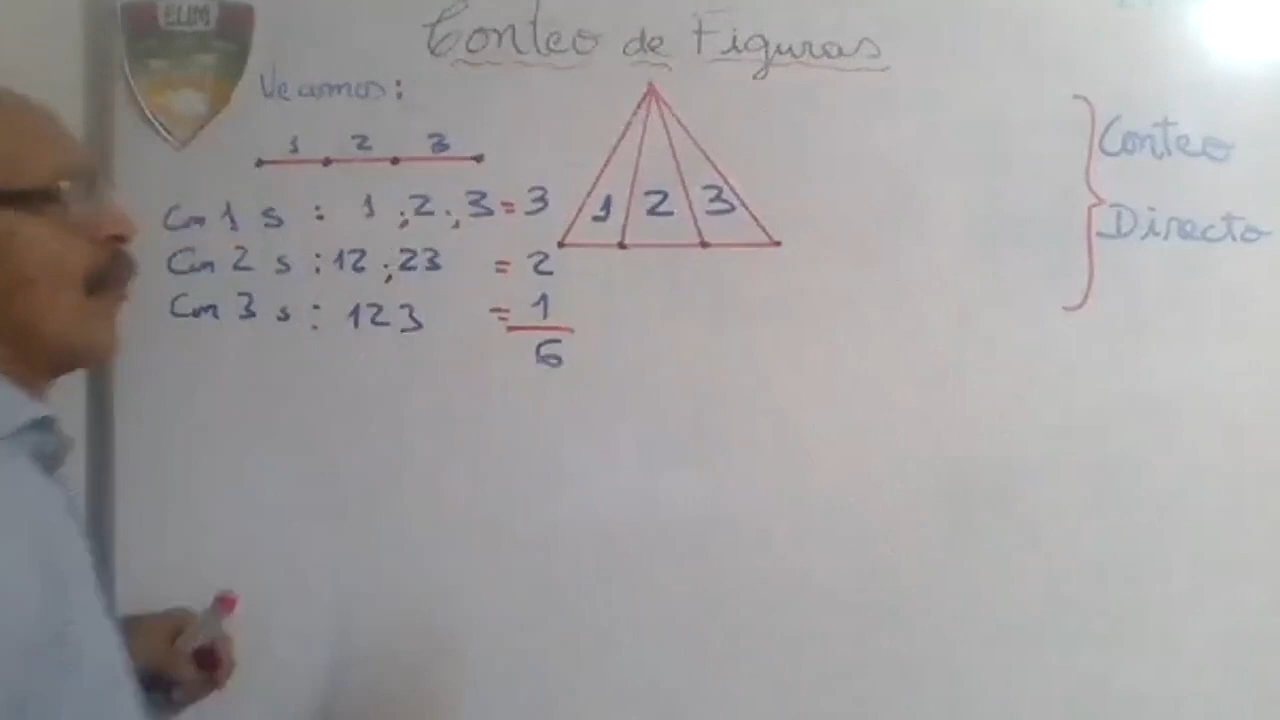 ELIM
Conteo de Figuras
Veamos:
1 2 3
Con 1 s : 1 ; 2 ; 3 = 3
Con 2 s : 12 ; 23 = 2
Con 3 s : 123 = 1
6
1 2 3
Conteo
Directo